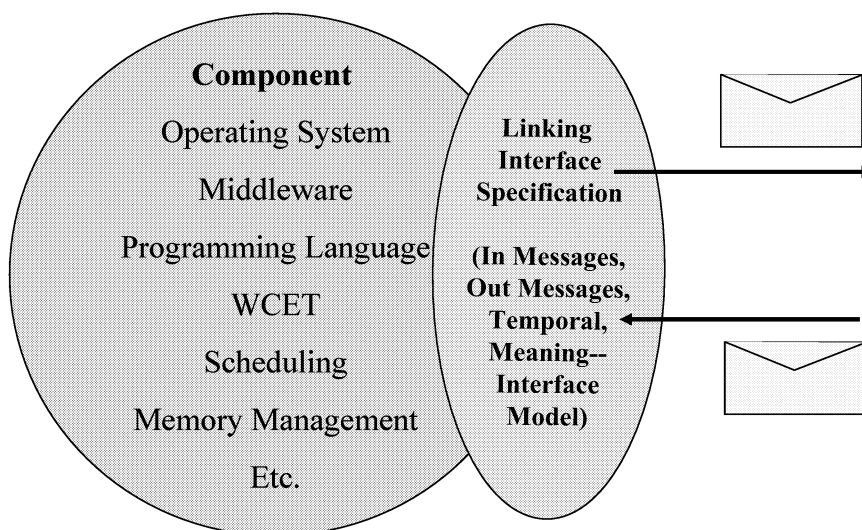 Component
Operating System
Middleware
Programming Language
WCET
Scheduling
Memory Management
Etc.
Linking
Interface
Specification
(In Messages,
Out Messages,
Temporal,
Meaning--
Interface
Model)